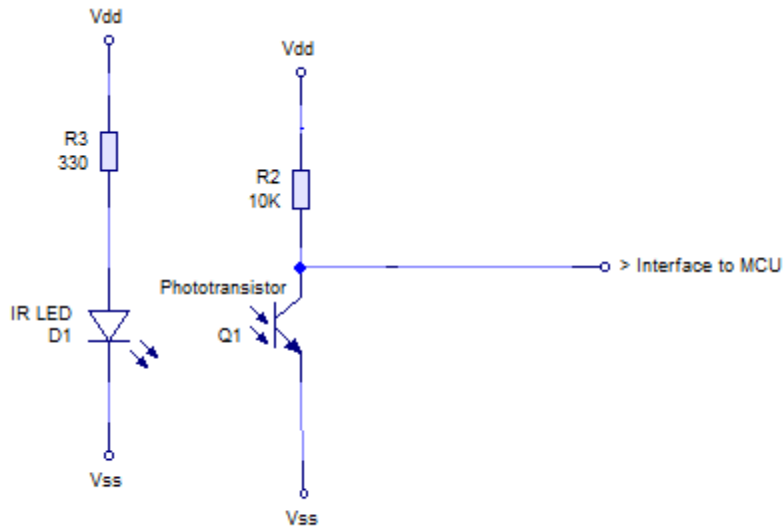 Vdd
R3
330
IR LED
D1
Vss
Vdd
R2
10K
> Interface to MCU
Phototransistor
Q1
Vss